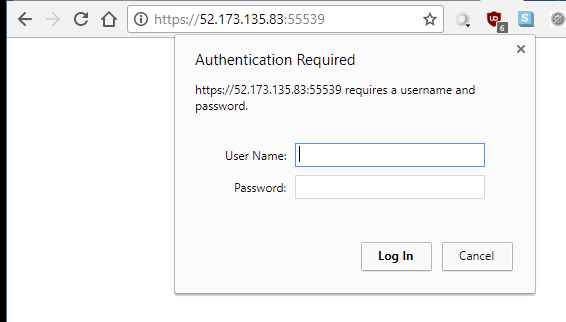 https://52.173.135.83:55539
6
Authentication Required
https://52.173.135.83:55539 requires a username and
password.
User Name:
Password:
Log In
Cancel